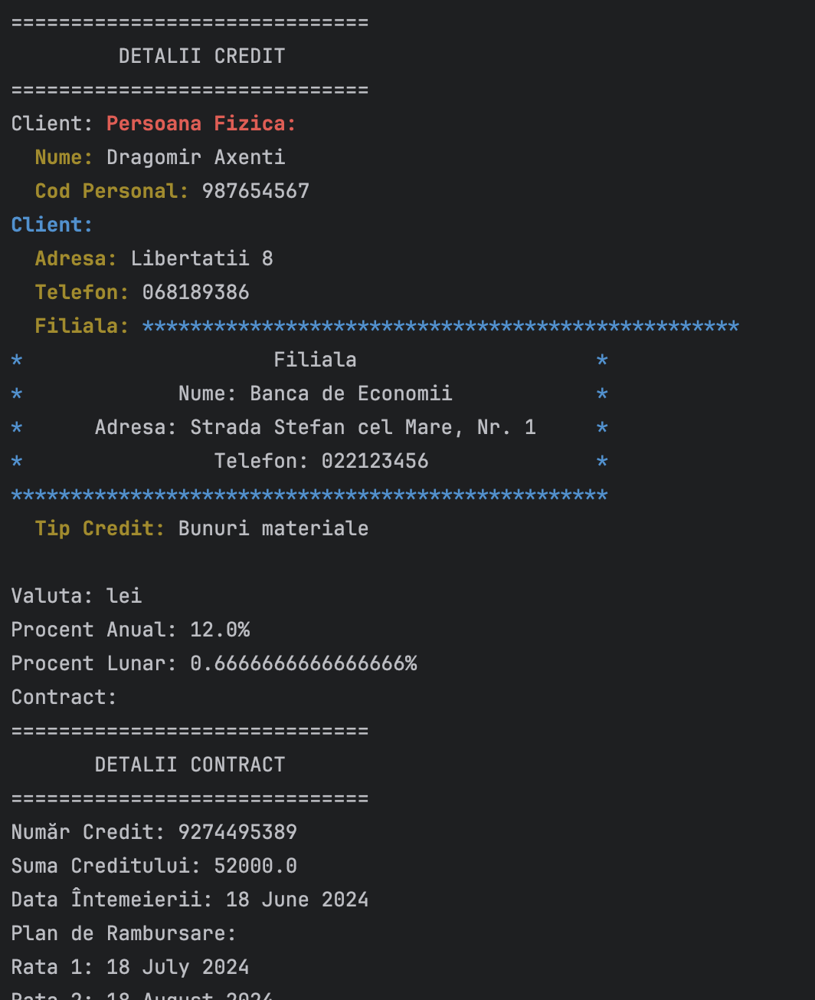 ==============================
         DETALII CREDIT
==============================
Client: Persoana Fizica:
  Nume: Dragomir Axenti
  Cod Personal: 987654567
Client:
  Adresa: Libertatii 8
  Telefon: 068189386
  Filiala: **************************************************
*                     Filiala                    *
*             Nume: Banca de Economii            *
*      Adresa: Strada Stefan cel Mare, Nr. 1     *
*                Telefon: 022123456              *
**************************************************
  Tip Credit: Bunuri materiale

Valuta: lei
Procent Anual: 12.0%
Procent Lunar: 0.6666666666666666%
Contract:
==============================
       DETALII CONTRACT
==============================
Număr Credit: 9274495389
Suma Creditului: 52000.0
Data Întemeierii: 18 June 2024
Plan de Rambursare:
Rata 1: 18 July 2024
Rata 2: 18 August 2024